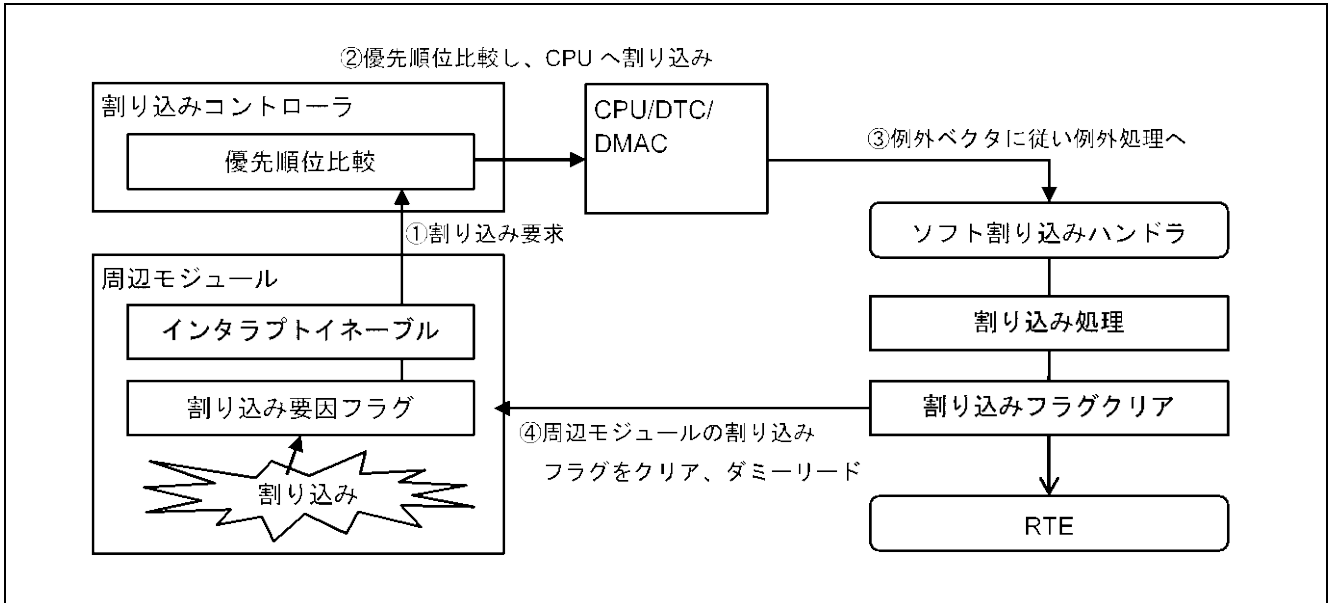 ②優先順位比較し、CPU へ割り込み
割り込みコントローラ
優先順位比較
CPU/DTC/
DMAC
③例外ベクタに従い例外処理へ
①割り込み要求
ソフト割り込みハンドラ
周辺モジュール
インタラプトイネーブル
割り込み処理
割り込み要因フラグ
割り込みフラグクリア
④周辺モジュールの割り込み
フラグをクリア、ダミーリード
割り込み
RTE